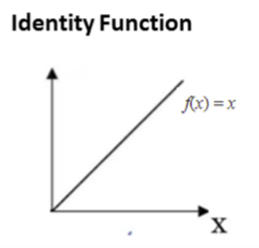 Identity Function
f(x) = x
X